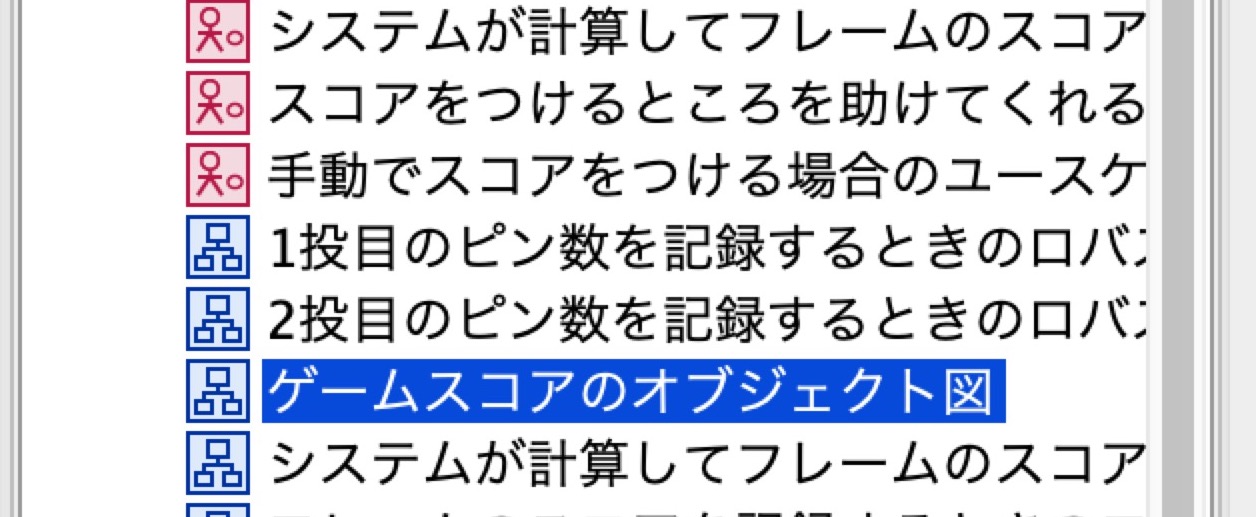 システムが計算してフレームのスコア
スコアをつけるところを助けてくれる
手動でスコアをつける場合のユースケ
1投目のピン数を記録するときのロバ
2投目のピン数を記録するときのロバ
ゲームスコアのオブジェクト図
システムが計算してフレームのスコア